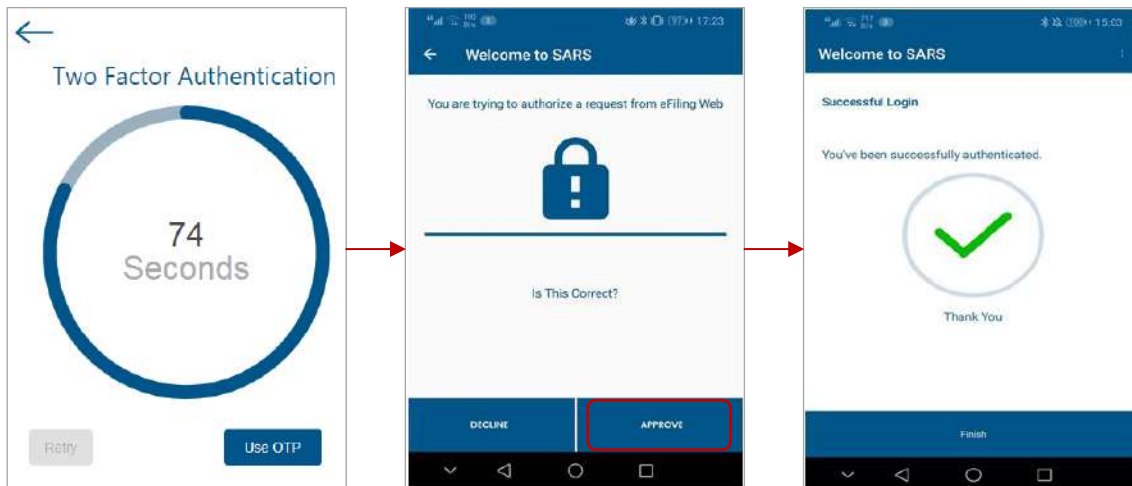 Two Factor Authentication
74
Seconds
Retry
Use OTP
17:23
Welcome to SARS
You are trying to authorize a request from eFiling Web
Is This Correct?
DECLINE
APPROVE
15:03
Welcome to SARS
Successful Login
You've been successfully authenticated.
Thank You
Finish